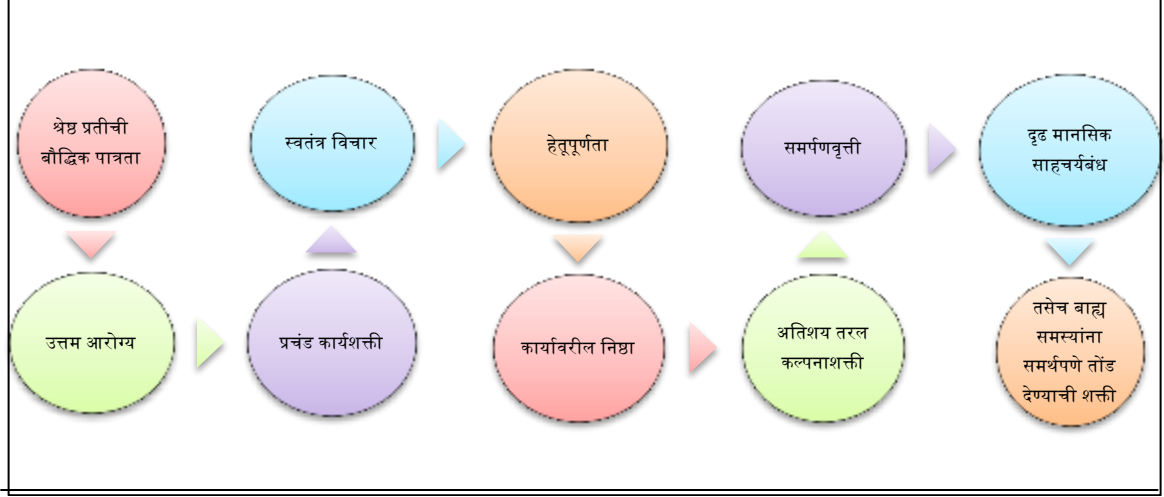 श्रेष्ठ प्रतीची
बौद्धिक पात्रता
उत्तम आरोग्य
प्रचंड कार्यशक्ती
स्वतंत्र विचार
हेतूपूर्णता
कार्यावरील निष्ठा
अतिशय तरल
कल्पनाशक्ती
समर्पणवृत्ती
दृढ मानसिक
साहचर्यबंध
तसेच बाह्य
समस्यांना
समर्थपणे तोंड
देण्याची शक्ती